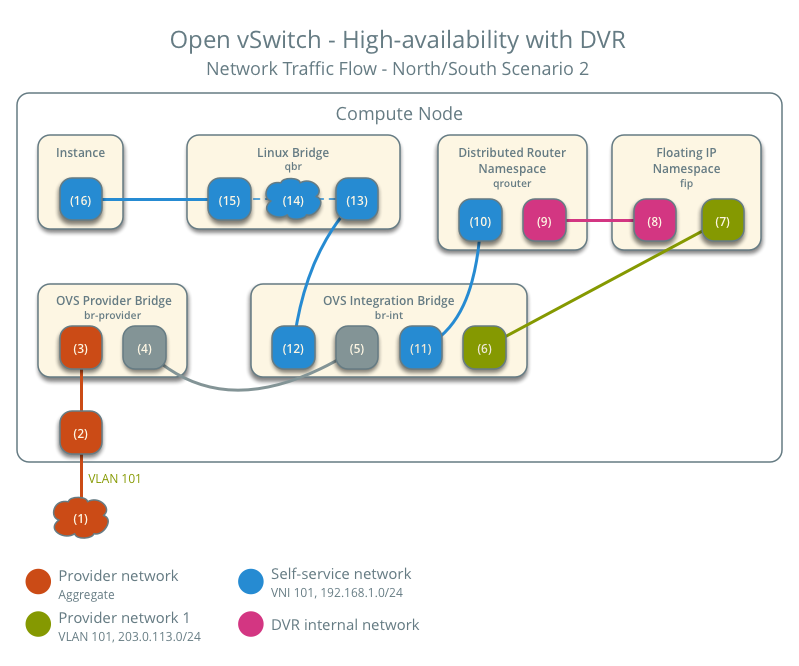 Open vSwitch - High-availability with DVR
Network Traffic Flow - North/South Scenario 2
Compute Node
Instance
(16)
Linux Bridge
qbr
(15)
(14)
(13)
Distributed Router
Namespace
qrouter
(10)
(9)
Floating IP
Namespace
fip
(8)
(7)
OVS Provider Bridge
br-provider
(3)
(4)
OVS Integration Bridge
br-int
(12)
(5)
(11)
(6)
(2)
VLAN 101
(1)
Provider network
Aggregate
Provider network 1
VLAN 101, 203.0.113.0/24
Self-service network
VNI 101, 192.168.1.0/24
DVR internal network